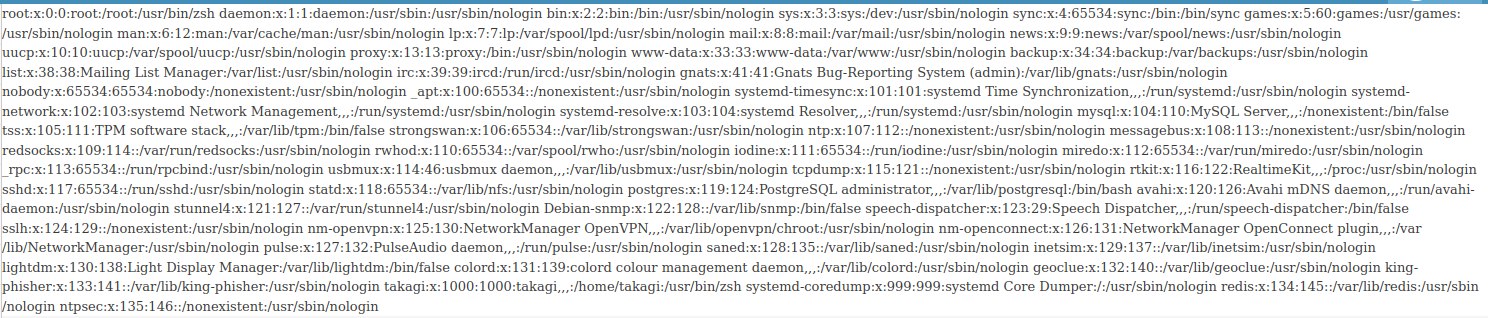 root:x:0:0:root:/root:/usr/bin/zsh daemon:x:1:1:daemon:/usr/sbin:/usr/sbin/nologin bin:x:2:2:bin:/bin:/usr/sbin/nologin sys:x:3:3:sys:/dev:/usr/sbin/nologin sync:x:4:65534:sync:/bin:/bin/sync games:x:5:60:games:/usr/games:
/usr/sbin/nologin man:x:6:12:man:/var/cache/man:/usr/sbin/nologin lp:x:7:7:lp:/var/spool/lpd:/usr/sbin/nologin mail:x:8:8:mail:/var/mail:/usr/sbin/nologin news:x:9:9:news:/var/spool/news:/usr/sbin/nologin
uucp:x:10:10:uucp:/var/spool/uucp:/usr/sbin/nologin proxy:x:13:13:proxy:/bin:/usr/sbin/nologin www-data:x:33:33:www-data:/var/www:/usr/sbin/nologin backup:x:34:34:backup:/var/backups:/usr/sbin/nologin
list:x:38:38:Mailing List Manager:/var/list:/usr/sbin/nologin irc:x:39:39:ircd:/run/ircd:/usr/sbin/nologin gnats:x:41:41:Gnats Bug-Reporting System (admin):/var/lib/gnats:/usr/sbin/nologin
nobody:x:65534:65534:nobody:/nonexistent:/usr/sbin/nologin _apt:x:100:65534::/nonexistent:/usr/sbin/nologin systemd-timesync:x:101:101:systemd Time Synchronization,,,:/run/systemd:/usr/sbin/nologin systemd-
network:x:102:103:systemd Network Management,,,:/run/systemd:/usr/sbin/nologin systemd-resolve:x:103:104:systemd Resolver,,,:/run/systemd:/usr/sbin/nologin mysql:x:104:110:MySQL Server,,,:/nonexistent:/bin/false
tss:x:105:111:TPM software stack,,,:/var/lib/tpm:/bin/false strongswan:x:106:65534::/var/lib/strongswan:/usr/sbin/nologin ntp:x:107:112::/nonexistent:/usr/sbin/nologin messagebus:x:108:113::/nonexistent:/usr/sbin/nologin
redsocks:x:109:114::/var/run/redsocks:/usr/sbin/nologin rwhod:x:110:65534::/var/spool/rwho:/usr/sbin/nologin iodine:x:111:65534::/run/iodine:/usr/sbin/nologin miredo:x:112:65534::/var/run/miredo:/usr/sbin/nologin
_rpc:x:113:65534::/run/rpcbind:/usr/sbin/nologin usbmux:x:114:46:usbmux daemon,,,:/var/lib/usbmux:/usr/sbin/nologin tcpdump:x:115:121::/nonexistent:/usr/sbin/nologin rtkit:x:116:122:RealtimeKit,,,:/proc:/usr/sbin/nologin
sshd:x:117:65534::/run/sshd:/usr/sbin/nologin statd:x:118:65534::/var/lib/nfs:/usr/sbin/nologin postgres:x:119:124:PostgreSQL administrator,,,:/var/lib/postgresql:/bin/bash avahi:x:120:126:Avahi mDNS daemon,,,:/run/avahi-
daemon:/usr/sbin/nologin stunnel4:x:121:127::/var/run/stunnel4:/usr/sbin/nologin Debian-snmp:x:122:128::/var/lib/snmp:/bin/false speech-dispatcher:x:123:29:Speech Dispatcher,,,:/run/speech-dispatcher:/bin/false
sslh:x:124:129::/nonexistent:/usr/sbin/nologin nm-openvpn:x:125:130:NetworkManager OpenVPN,,,:/var/lib/openvpn/chroot:/usr/sbin/nologin nm-openconnect:x:126:131:NetworkManager OpenConnect plugin,,,:/var
/lib/NetworkManager:/usr/sbin/nologin pulse:x:127:132:PulseAudio daemon,,,:/run/pulse:/usr/sbin/nologin saned:x:128:135::/var/lib/saned:/usr/sbin/nologin inetsim:x:129:137::/var/lib/inetsim:/usr/sbin/nologin
lightdm:x:130:138:Light Display Manager:/var/lib/lightdm:/bin/false colord:x:131:139:colord colour management daemon,,,:/var/lib/colord:/usr/sbin/nologin geoclue:x:132:140::/var/lib/geoclue:/usr/sbin/nologin king-
phisher:x:133:141::/var/lib/king-phisher:/usr/sbin/nologin takagi:x:1000:1000:takagi,,,:/home/takagi:/usr/bin/zsh systemd-coredump:x:999:999:systemd Core Dumper:/:/usr/sbin/nologin redis:x:134:145::/var/lib/redis:/usr/sbin
/nologin ntpsec:x:135:146::/nonexistent:/usr/sbin/nologin